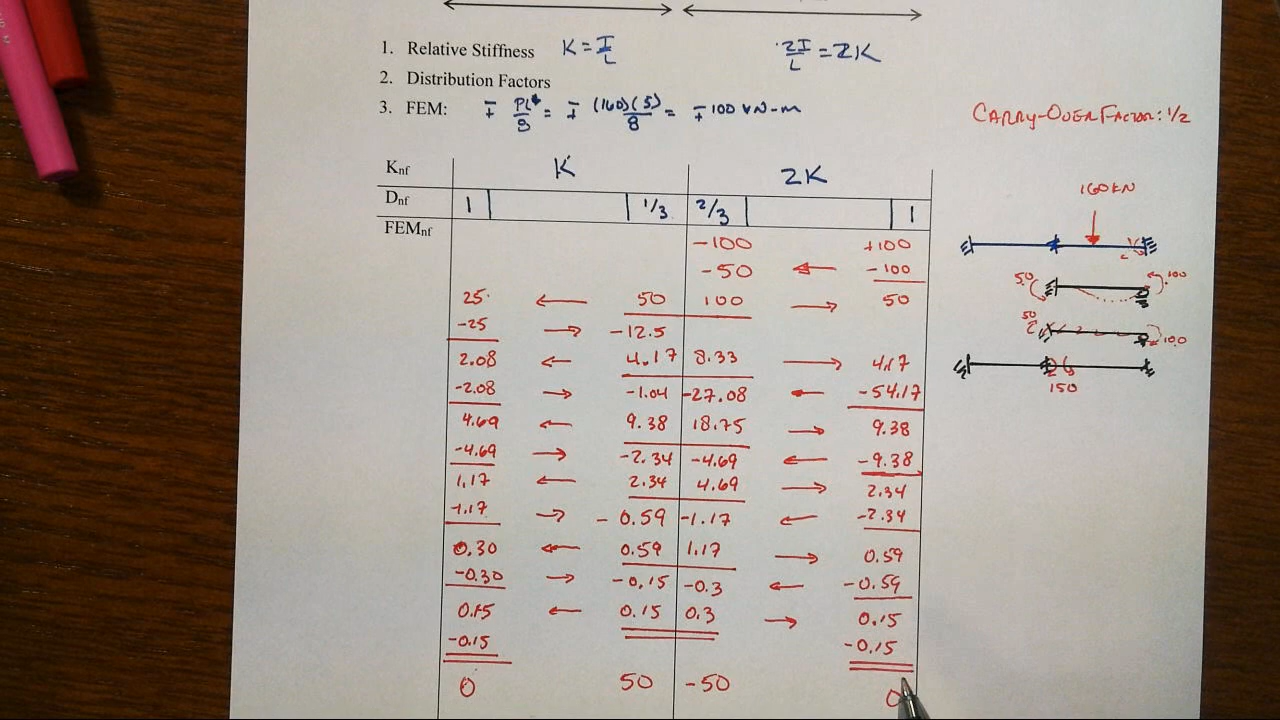 1. Relative Stiffness K = I/L 2I/L = 2K
2. Distribution Factors
3. FEM: ∓ PL/8 = ∓ (160)(5)/8 = ∓100 kN-m
CARRY-OVER FACTOR: 1/2
Knf K 2K
Dnf 1 1/3 2/3 1
FEMnf
-100 +100
-50 ← -100
25 ← 50 100 → 50
-25 → -12.5
2.08 ← 4.17 8.33 → 4.17
-2.08 → -1.04 -27.08 ← -54.17
4.69 ← 9.38 18.75 → 9.38
-4.69 → -2.34 -4.69 ← -9.38
1.17 ← 2.34 4.69 → 2.34
-1.17 → -0.59 -1.17 ← -2.34
0.30 ← 0.59 1.17 → 0.59
-0.30 → -0.15 -0.3 ← -0.59
0.15 ← 0.15 0.3 → 0.15
-0.15 -0.15
0 50 -50 0
160 kN
50 100
50 100
150